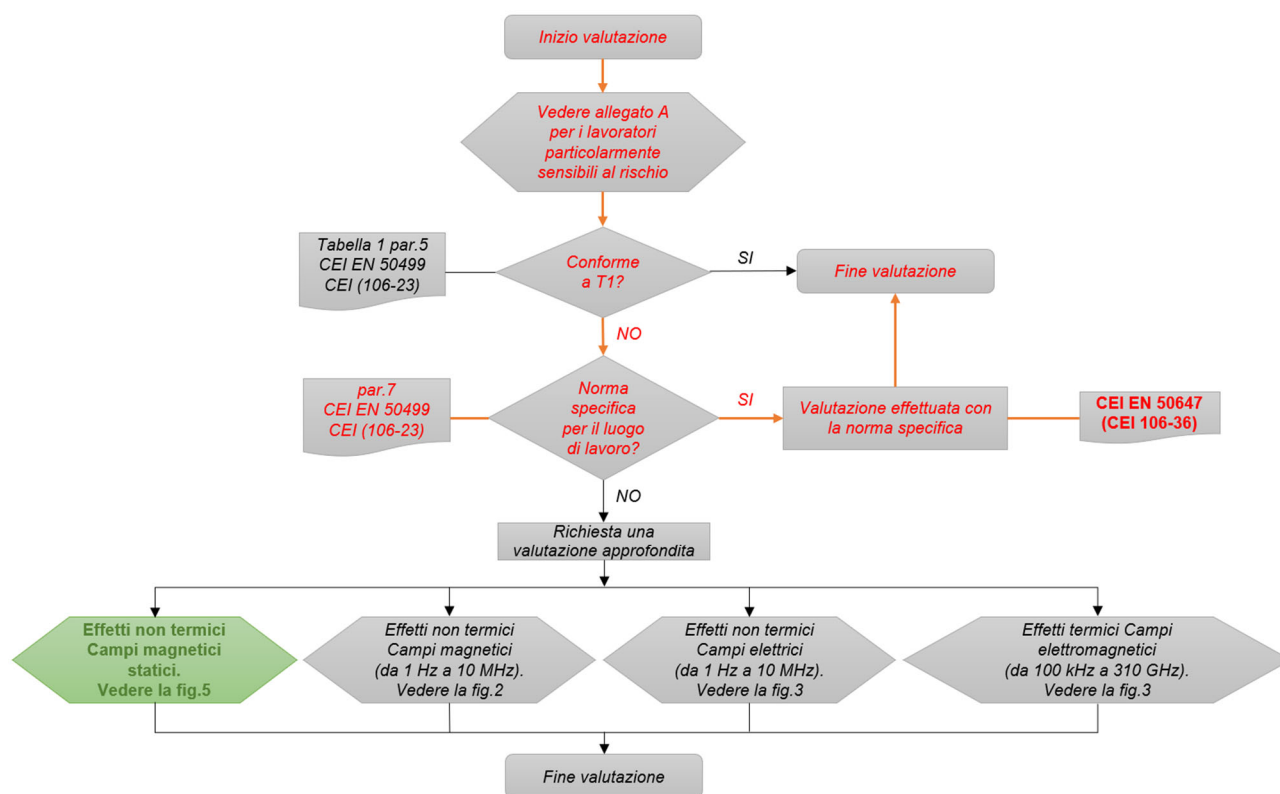 Inizio valutazione
Vedere allegato A
per i lavoratori
particolarmente
sensibili al rischio
Tabella 1 par.5
CEI EN 50499
CEI (106-23)
Conforme
a T1?
SI
Fine valutazione
NO
par.7
CEI EN 50499
CEI (106-23)
Norma
specifica
per il luogo
di lavoro?
SI
Valutazione effettuata con
la norma specifica
CEI EN 50647
(CEI 106-36)
NO
Richiesta una
valutazione approfondita
Effetti non termici
Campi magnetici
statici.
Vedere la fig.5
Effetti non termici
Campi magnetici
(da 1 Hz a 10 MHz).
Vedere la fig.2
Effetti non termici
Campi elettrici
(da 1 Hz a 10 MHz).
Vedere la fig.3
Effetti termici Campi
elettromagnetici
(da 100 kHz a 310 GHz).
Vedere la fig.3
Fine valutazione